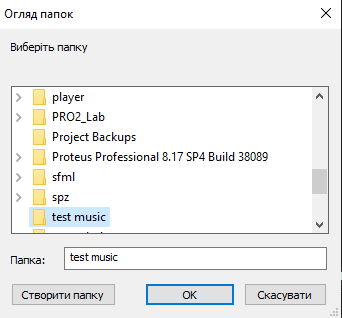 Огляд папок
Виберіть папку
player
PRO2_Lab
Project Backups
Proteus Professional 8.17 SP4 Build 38089
sfml
spz
test music
Папка: test music
Створити папку OK Скасувати